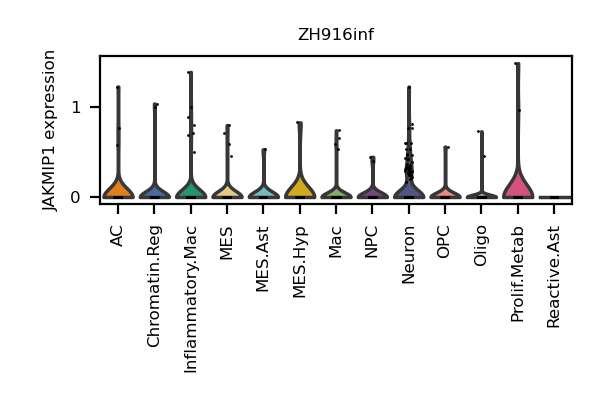 ZH916inf
JAKMIP1 expression
1
0
AC
Chromatin.Reg
Inflammatory.Mac
MES
MES.Ast
MES.Hyp
Mac
NPC
Neuron
OPC
Oligo
Prolif.Metab
Reactive.Ast